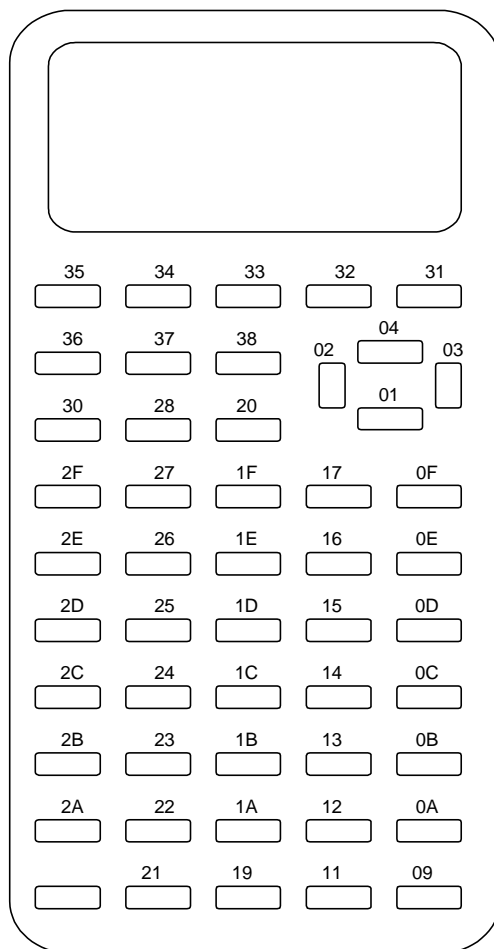 35 34 33 32 31
36 37 38 02 04 03
30 28 20 01
2F 27 1F 17 0F
2E 26 1E 16 0E
2D 25 1D 15 0D
2C 24 1C 14 0C
2B 23 1B 13 0B
2A 22 1A 12 0A
21 19 11 09